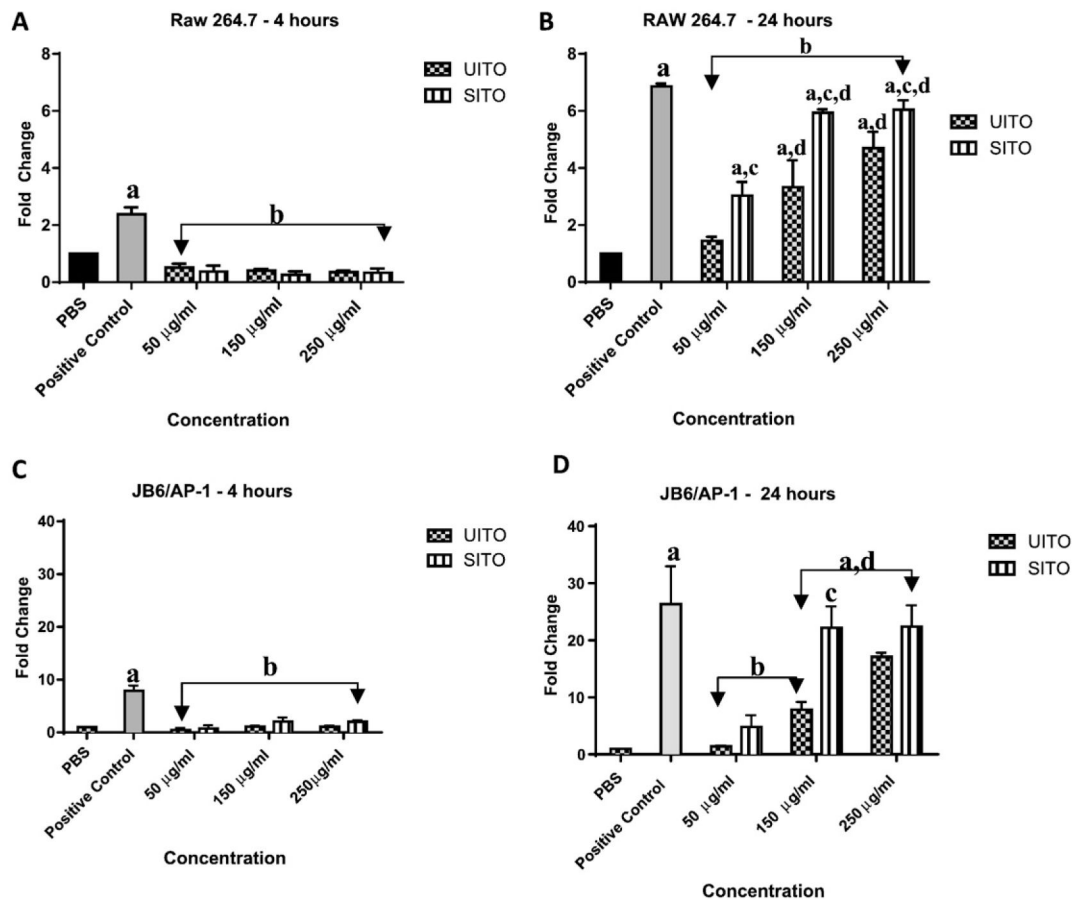 A
Raw 264.7 - 4 hours
8
6
4
2
0
Fold Change
a
b
UITO
SITO
PBS
Positive Control
50 μg/ml
150 μg/ml
250 μg/ml
Concentration
B
RAW 264.7 - 24 hours
8
6
4
2
0
Fold Change
b
a
a,c
a,d
a,c,d
a,d
a,c,d
UITO
SITO
PBS
Positive Control
50 μg/ml
150 μg/ml
250 μg/ml
Concentration
C
JB6/AP-1 - 4 hours
40
30
20
10
0
Fold Change
a
b
UITO
SITO
PBS
Positive Control
50 μg/ml
150 μg/ml
250μg/ml
Concentration
D
JB6/AP-1 - 24 hours
40
30
20
10
0
Fold Change
a
b
a,d
c
UITO
SITO
PBS
Positive Control
50 μg/ml
150 μg/ml
250 μg/ml
Concentration